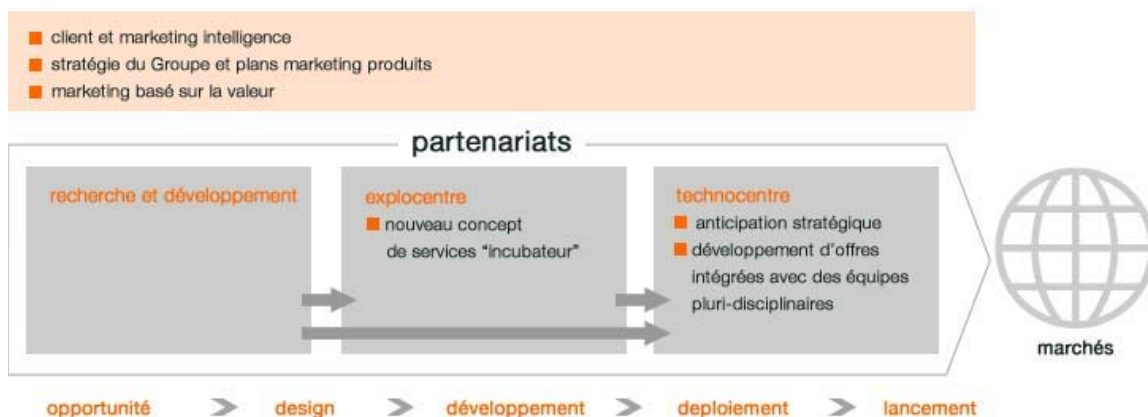 client et marketing intelligence
stratégie du Groupe et plans marketing produits
marketing basé sur la valeur
partenariats
recherche et développement
explocentre
nouveau concept
de services “incubateur”
technocentre
anticipation stratégique
développement d’offres
intégrées avec des équipes
pluri-disciplinaires
marchés
opportunité
design
développement
deploiement
lancement